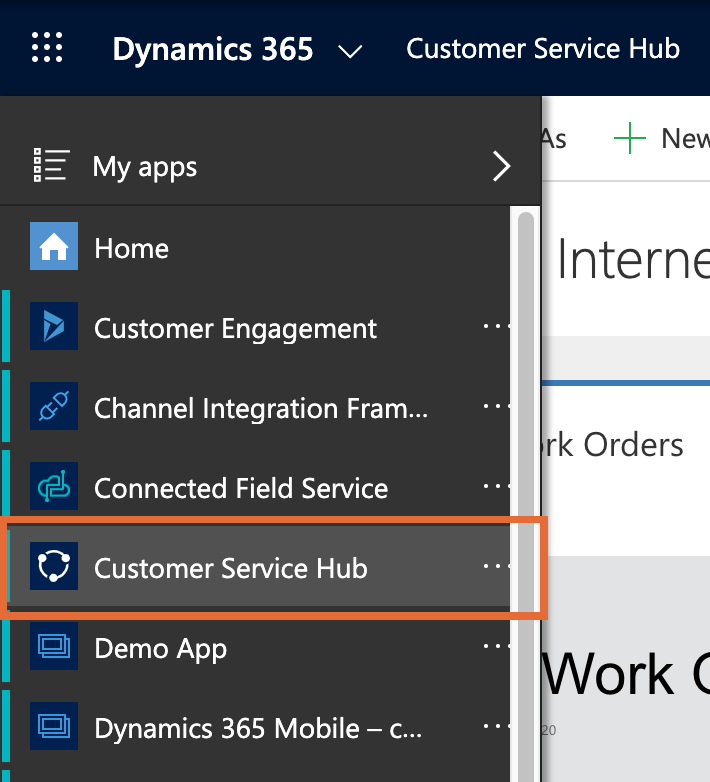 Dynamics 365 Customer Service Hub
My apps
As
New
Home
Interne
Customer Engagement
Channel Integration Fram...
rk Orders
Connected Field Service
Customer Service Hub
Demo App
Work
Dynamics 365 Mobile – c...
20